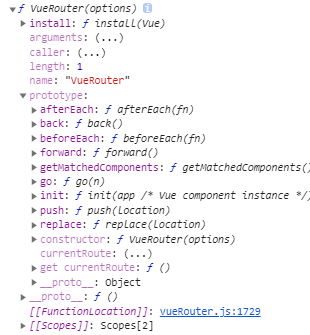 ▼ ƒ VueRouter(options) i
▶ install: ƒ install(Vue)
arguments: (...)
caller: (...)
length: 1
name: "VueRouter"
▼ prototype:
▶ afterEach: ƒ afterEach(fn)
▶ back: ƒ back()
▶ beforeEach: ƒ beforeEach(fn)
▶ forward: ƒ forward()
▶ getMatchedComponents: ƒ getMatchedComponents()
▶ go: ƒ go(n)
▶ init: ƒ init(app /* Vue component instance */)
▶ push: ƒ push(location)
▶ replace: ƒ replace(location)
▶ constructor: ƒ VueRouter(options)
currentRoute: (...)
▶ get currentRoute: ƒ ()
▶ __proto__: Object
▶ __proto__: ƒ ()
[[FunctionLocation]]: vueRouter.js:1729
▶ [[Scopes]]: Scopes[2]